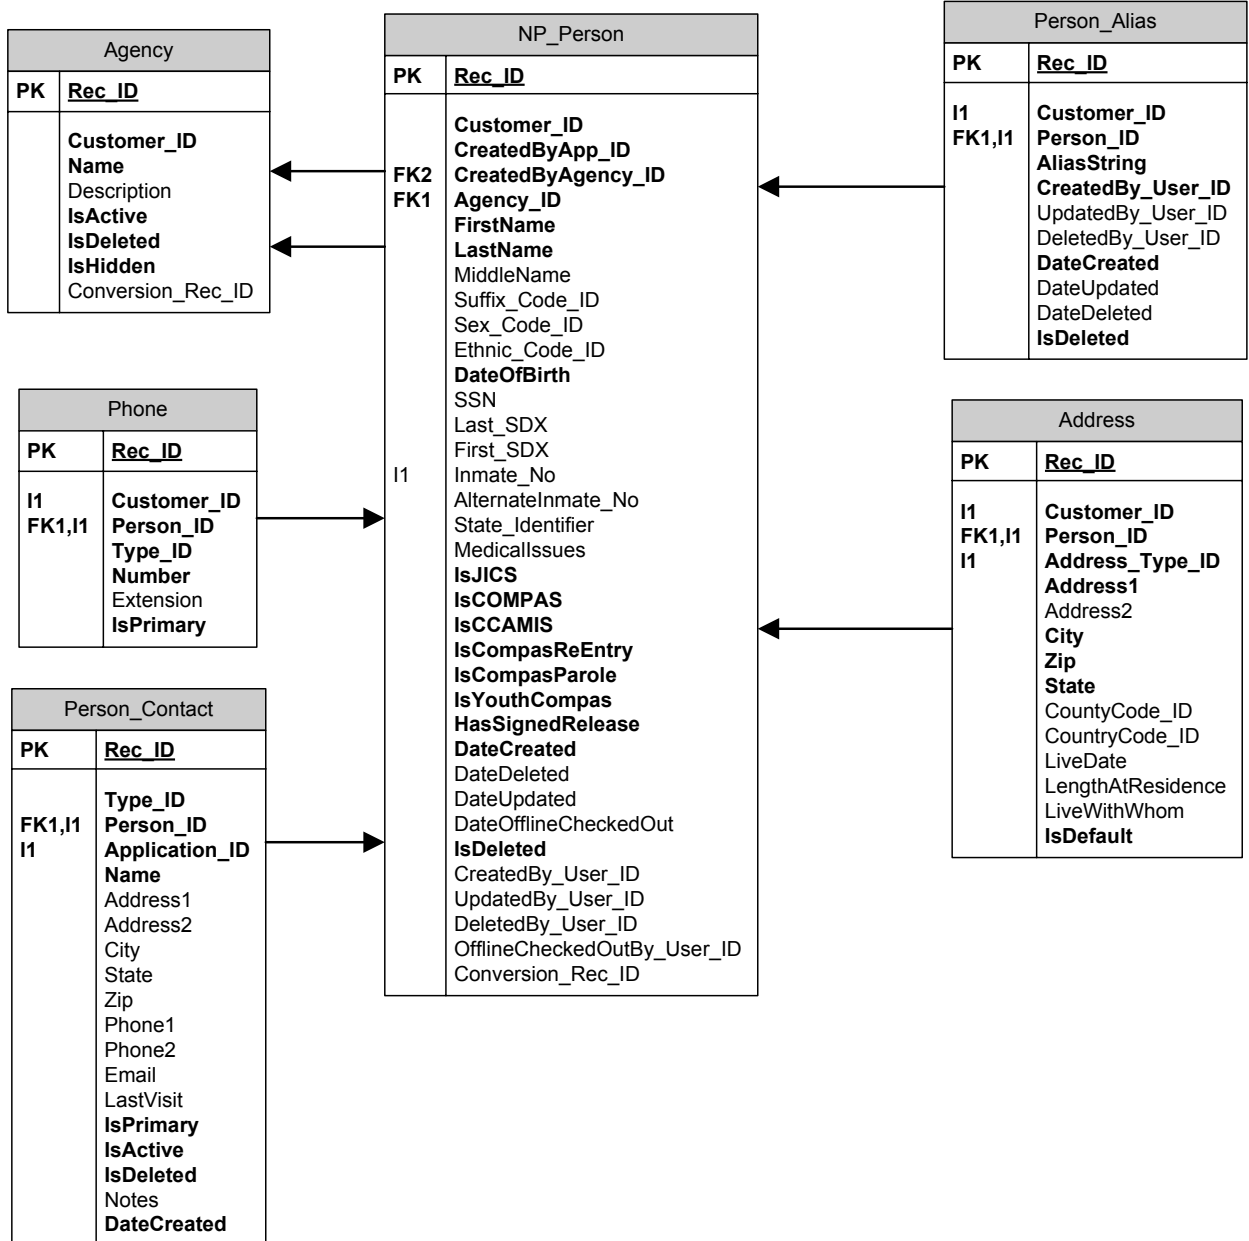 Agency
PK Rec_ID
Customer_ID
Name
Description
IsActive
IsDeleted
IsHidden
Conversion_Rec_ID
Phone
PK Rec_ID
I1 Customer_ID
FK1,I1 Person_ID
Type_ID
Number
Extension
IsPrimary
Person_Contact
PK Rec_ID
Type_ID
FK1,I1 Person_ID
I1 Application_ID
Name
Address1
Address2
City
State
Zip
Phone1
Phone2
Email
LastVisit
IsPrimary
IsActive
IsDeleted
Notes
DateCreated
NP_Person
PK Rec_ID
Customer_ID
CreatedByApp_ID
FK2 CreatedByAgency_ID
FK1 Agency_ID
FirstName
LastName
MiddleName
Suffix_Code_ID
Sex_Code_ID
Ethnic_Code_ID
DateOfBirth
SSN
Last_SDX
First_SDX
I1 Inmate_No
AlternateInmate_No
State_Identifier
MedicalIssues
IsJICS
IsCOMPAS
IsCCAMIS
IsCompasReEntry
IsCompasParole
IsYouthCompas
HasSignedRelease
DateCreated
DateDeleted
DateUpdated
DateOfflineCheckedOut
IsDeleted
CreatedBy_User_ID
UpdatedBy_User_ID
DeletedBy_User_ID
OfflineCheckedOutBy_User_ID
Conversion_Rec_ID
Person_Alias
PK Rec_ID
I1 Customer_ID
FK1,I1 Person_ID
AliasString
CreatedBy_User_ID
UpdatedBy_User_ID
DeletedBy_User_ID
DateCreated
DateUpdated
DateDeleted
IsDeleted
Address
PK Rec_ID
I1 Customer_ID
FK1,I1 Person_ID
I1 Address_Type_ID
Address1
Address2
City
Zip
State
CountyCode_ID
CountryCode_ID
LiveDate
LengthAtResidence
LiveWithWhom
IsDefault